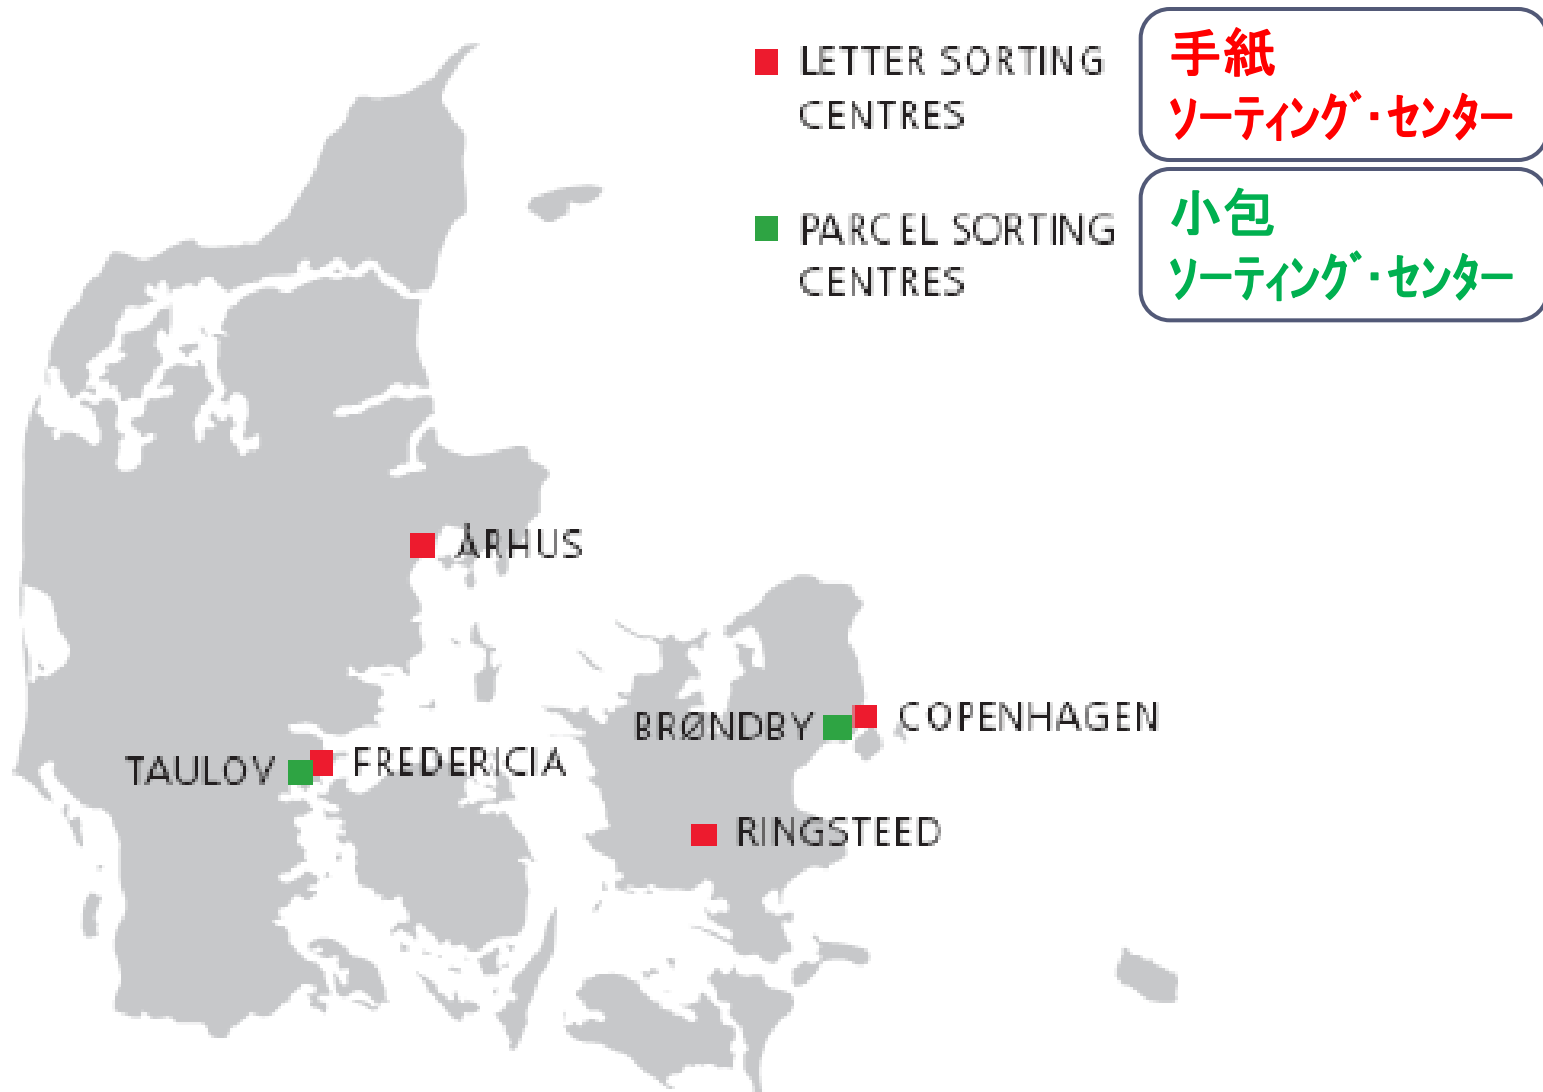 LETTER SORTING
CENTRES
手紙
ソーティング・センター
PARCEL SORTING
CENTRES
小包
ソーティング・センター
ÅRHUS
BRØNDBY
COPENHAGEN
TAULOV
FREDERICIA
RINGSTEED